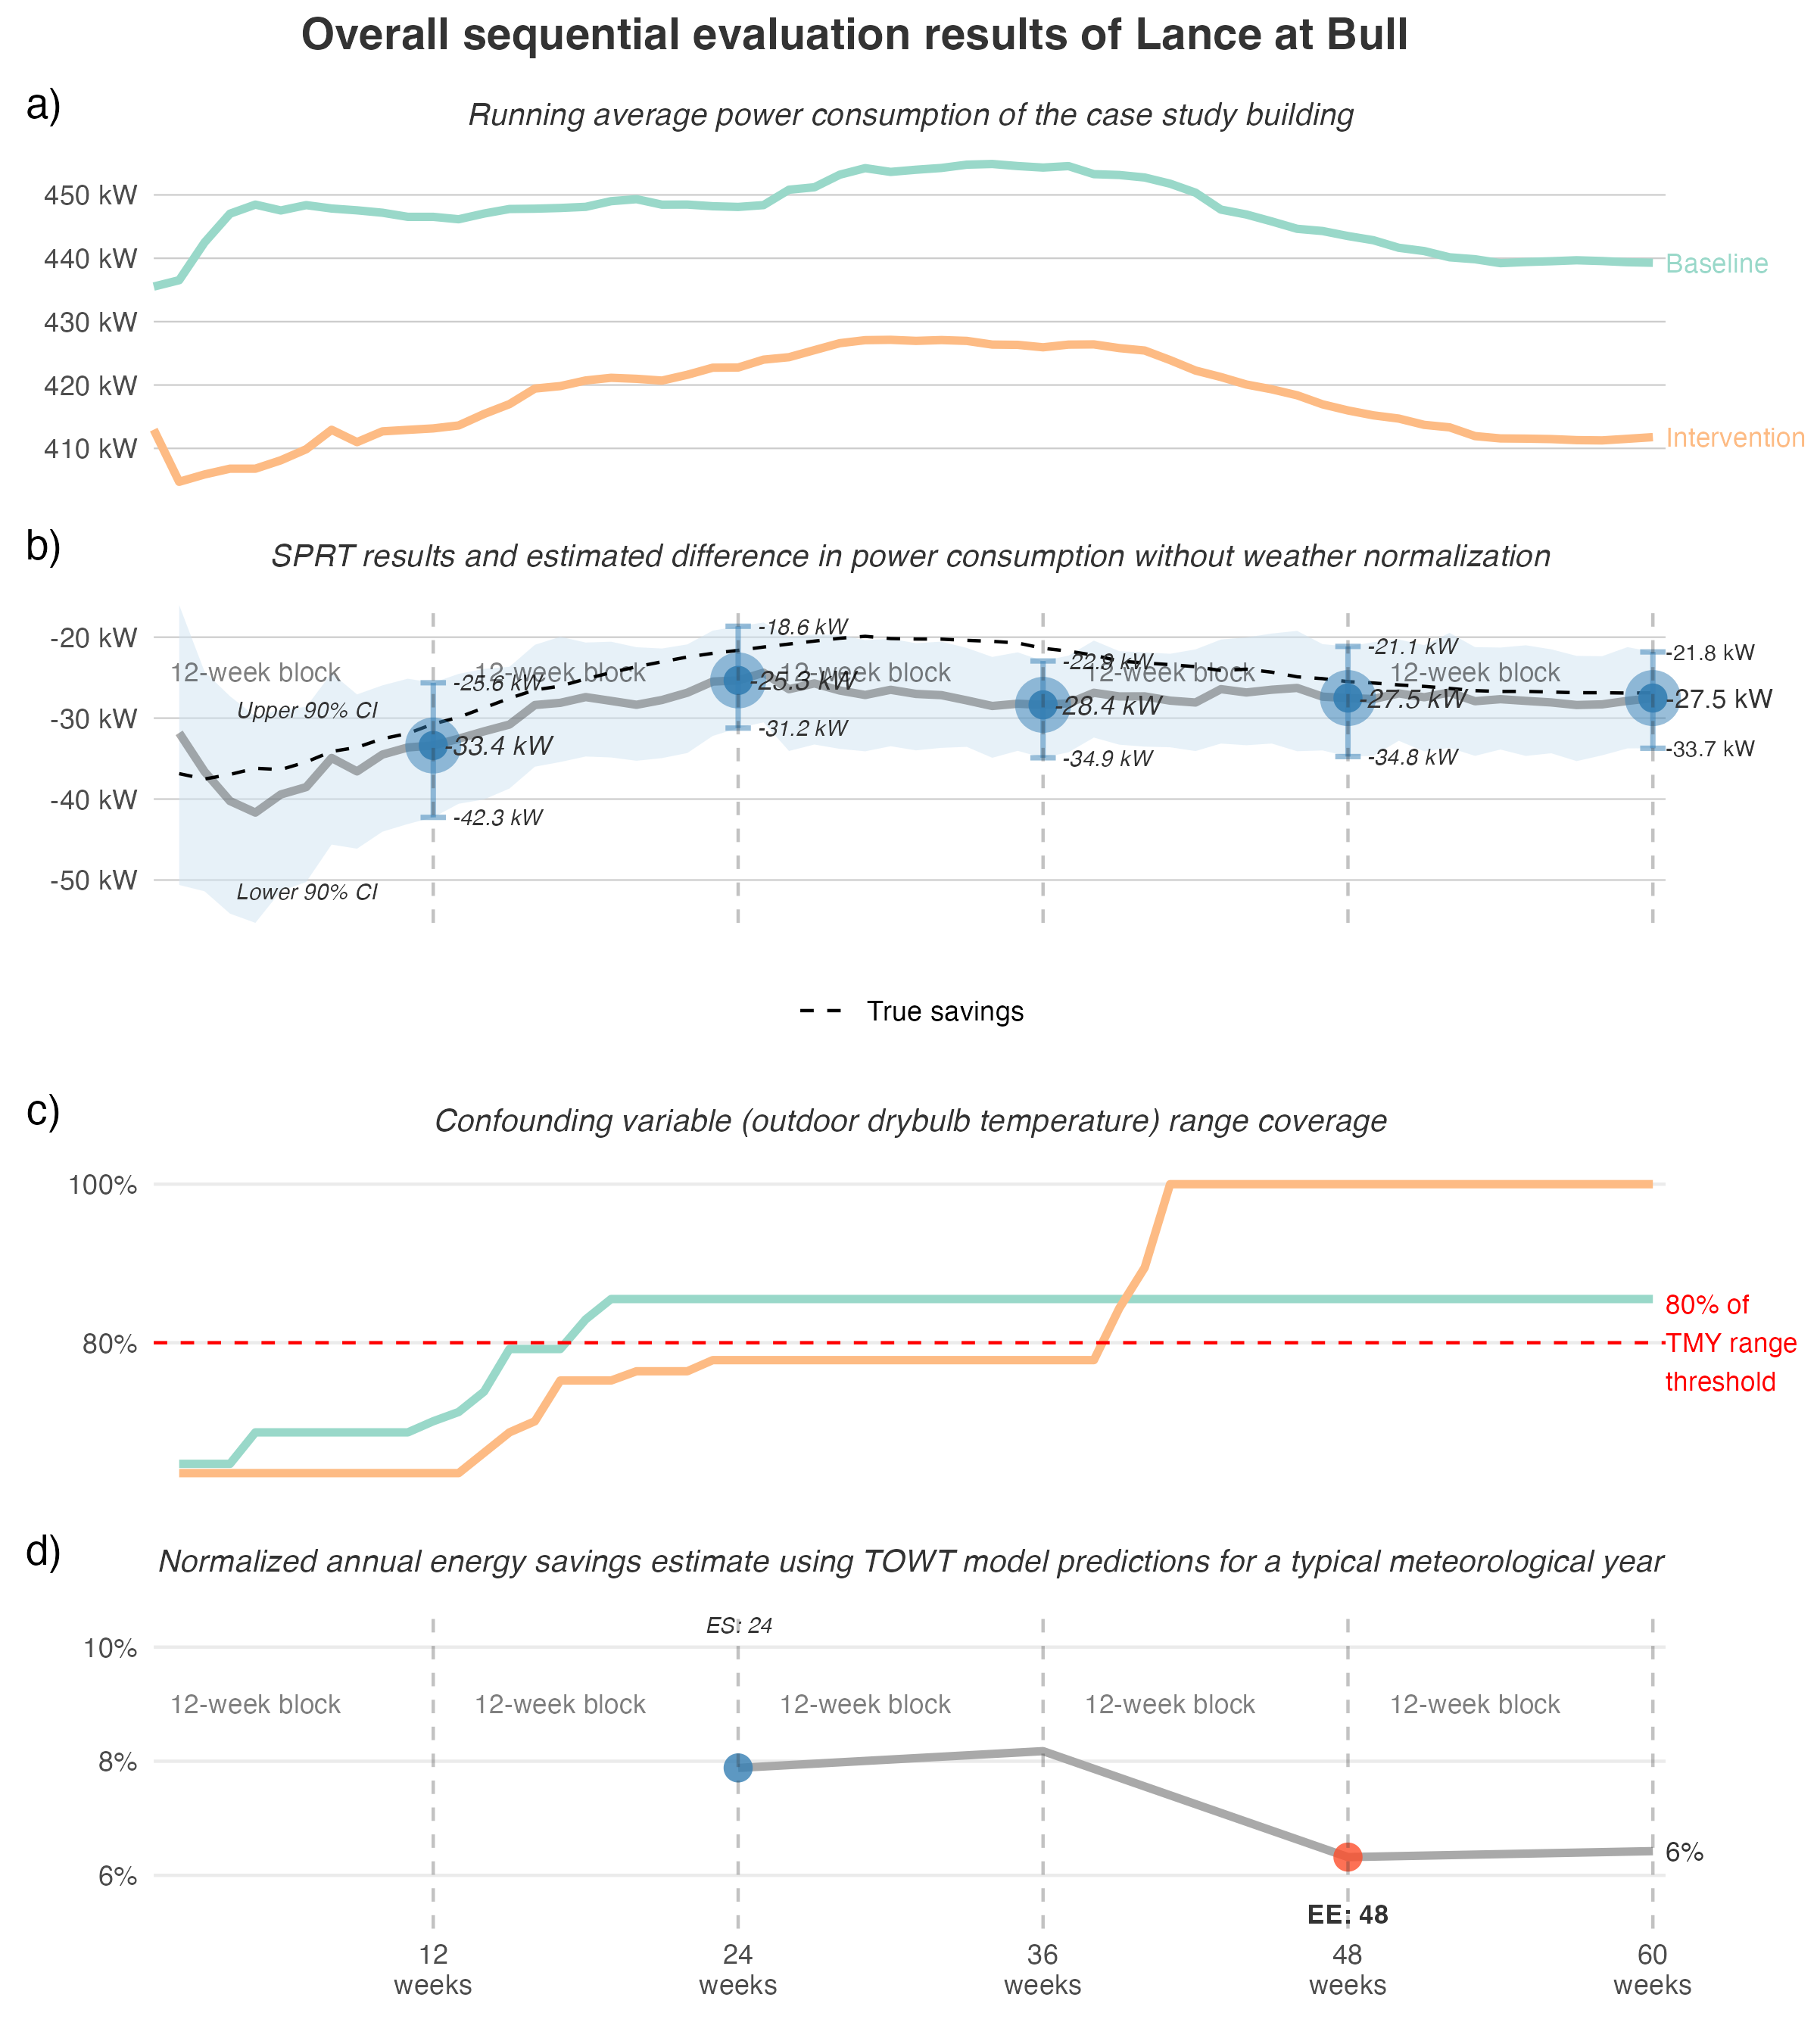 Overall sequential evaluation results of Lance at Bull
a)
Running average power consumption of the case study building
450 kW
440 kW
430 kW
420 kW
410 kW
Baseline
Intervention
b)
SPRT results and estimated difference in power consumption without weather normalization
-20 kW
-30 kW
-40 kW
-50 kW
12-week block
12-week block
12-week block
12-week block
12-week block
Upper 90% CI
Lower 90% CI
-25.6 kW
-33.4 kW
-42.3 kW
-18.6 kW
-25.3 kW
-31.2 kW
-22.9 kW
-28.4 kW
-34.9 kW
-21.1 kW
-27.5 kW
-34.8 kW
-21.8 kW
-27.5 kW
-33.7 kW
True savings
c)
Confounding variable (outdoor drybulb temperature) range coverage
100%
80%
80% of
TMY range
threshold
d)
Normalized annual energy savings estimate using TOWT model predictions for a typical meteorological year
ES: 24
10%
8%
6%
12-week block
12-week block
12-week block
12-week block
12-week block
6%
EE: 48
12
weeks
24
weeks
36
weeks
48
weeks
60
weeks